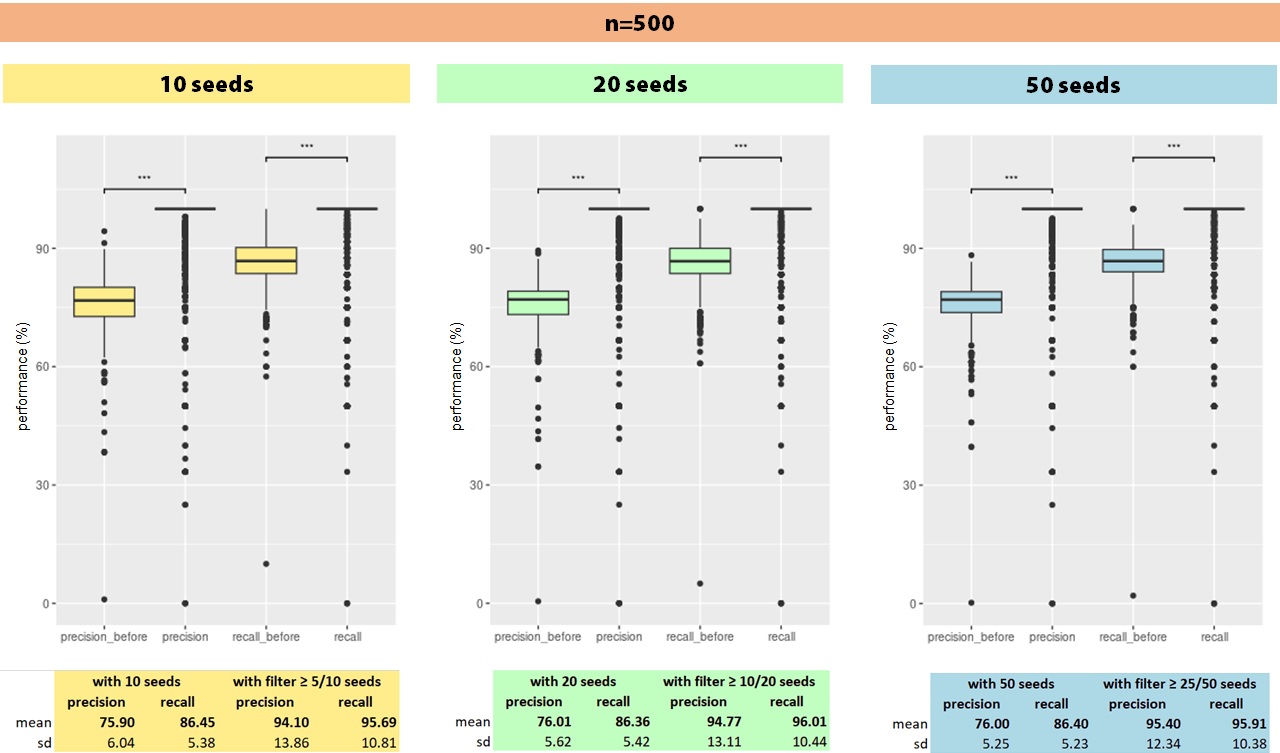 n=500
10 seeds
20 seeds
50 seeds
***
***
***
***
***
***
performance (%)
90
60
30
0
precision_before precision recall_before recall
performance (%)
90
60
30
0
precision_before precision recall_before recall
performance (%)
90
60
30
0
precision_before precision recall_before recall
with 10 seeds with filter ≥ 5/10 seeds
precision recall precision recall
mean 75.90 86.45 94.10 95.69
sd 6.04 5.38 13.86 10.81
with 20 seeds with filter ≥ 10/20 seeds
precision recall precision recall
mean 76.01 86.36 94.77 96.01
sd 5.62 5.42 13.11 10.44
with 50 seeds with filter ≥ 25/50 seeds
precision recall precision recall
mean 76.00 86.40 95.40 95.91
sd 5.25 5.23 12.34 10.38